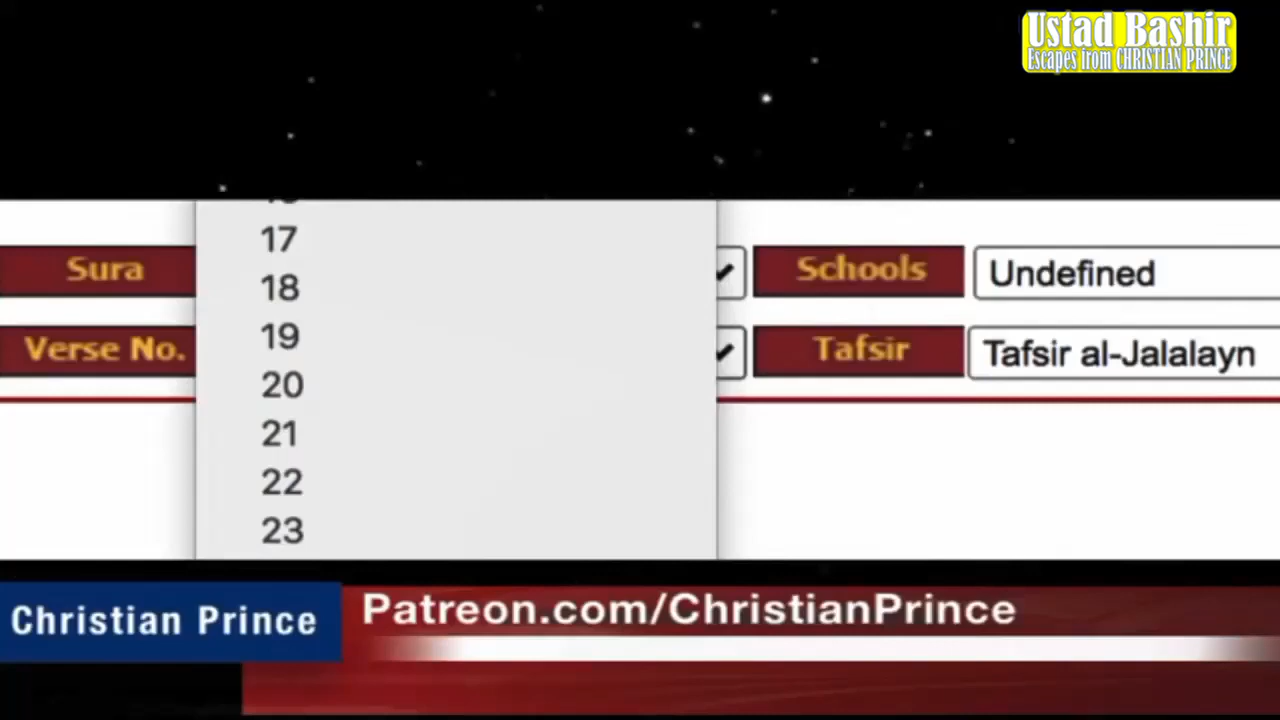 Ustad Bashir
Escapes from CHRISTIAN PRINCE
17
Sura
18
Schools
Undefined
19
Verse No.
20
Tafsir
Tafsir al-Jalalayn
21
22
23
Christian Prince
Patreon.com/ChristianPrince